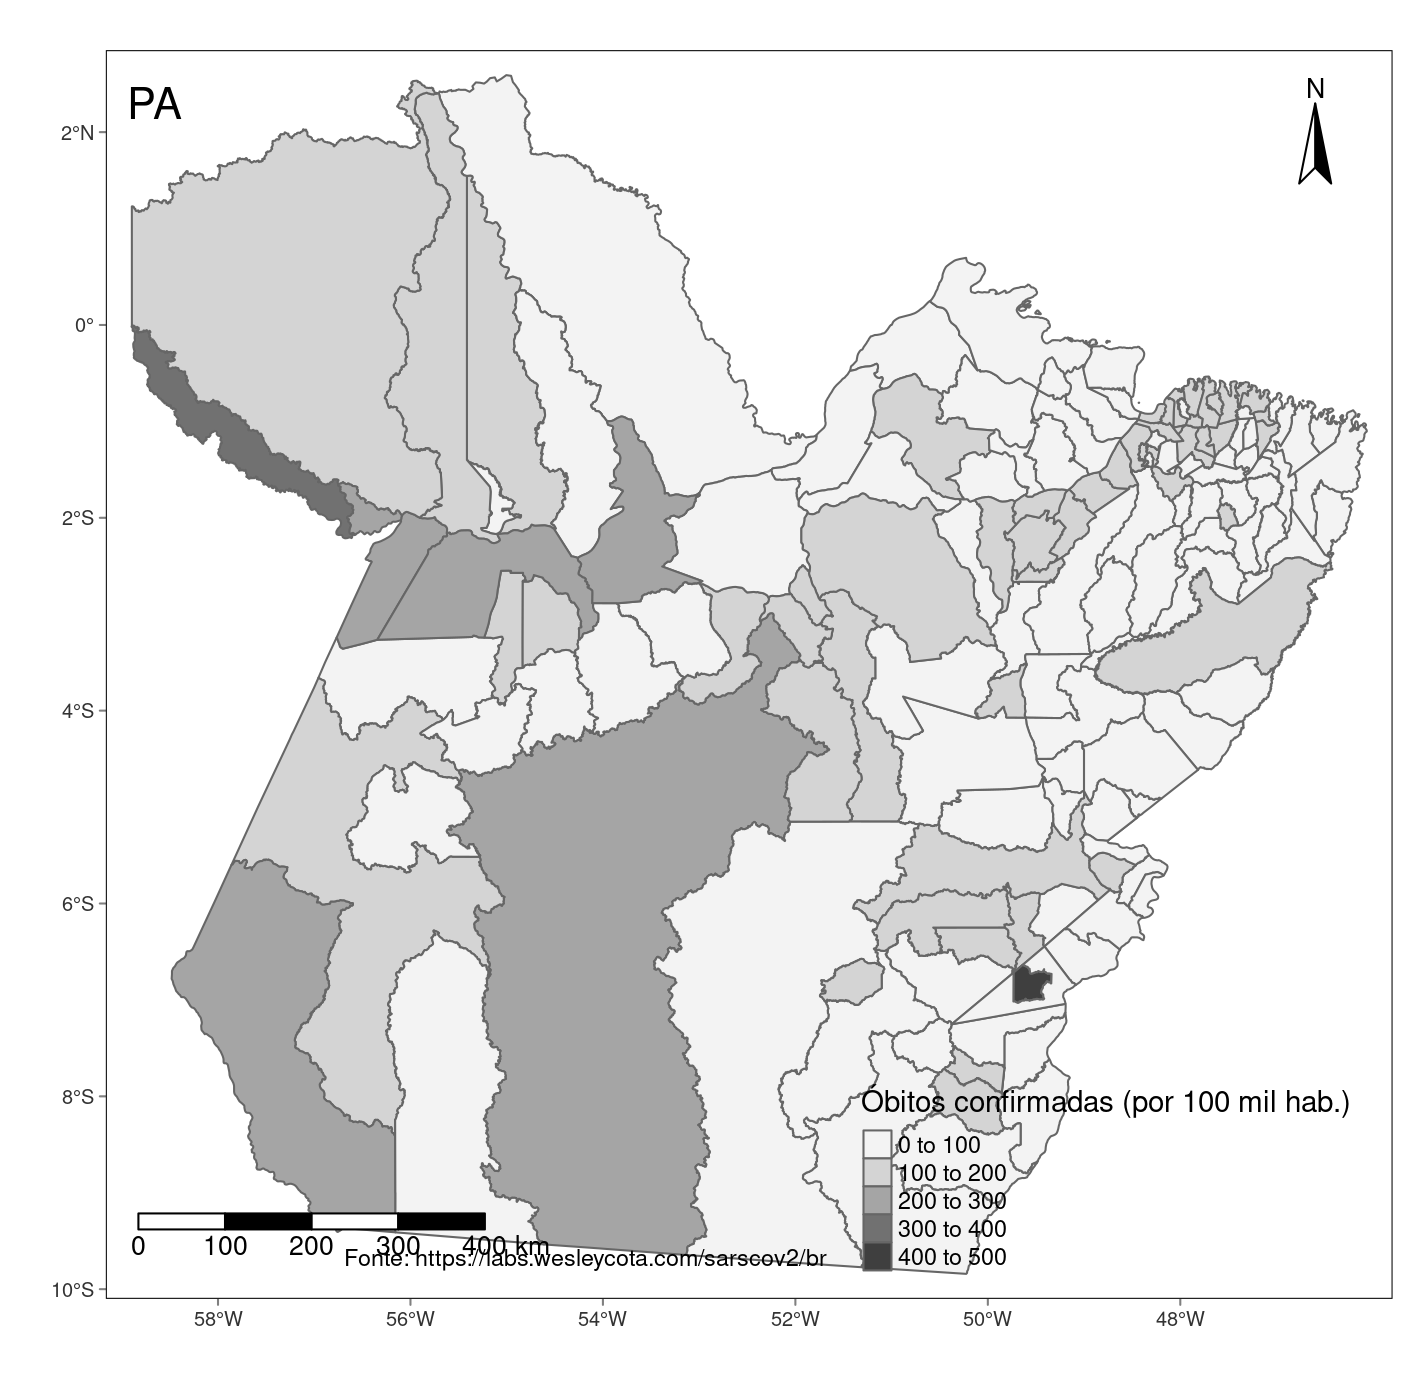 PA
N
2°N
0°
2°S
4°S
6°S
8°S
10°S
Óbitos confirmadas (por 100 mil hab.)
0 to 100
100 to 200
200 to 300
300 to 400
400 to 500
0 100 200 300 400 km
Fonte: https://labs.wesleycota.com/sarscov2/br
58°W 56°W 54°W 52°W 50°W 48°W